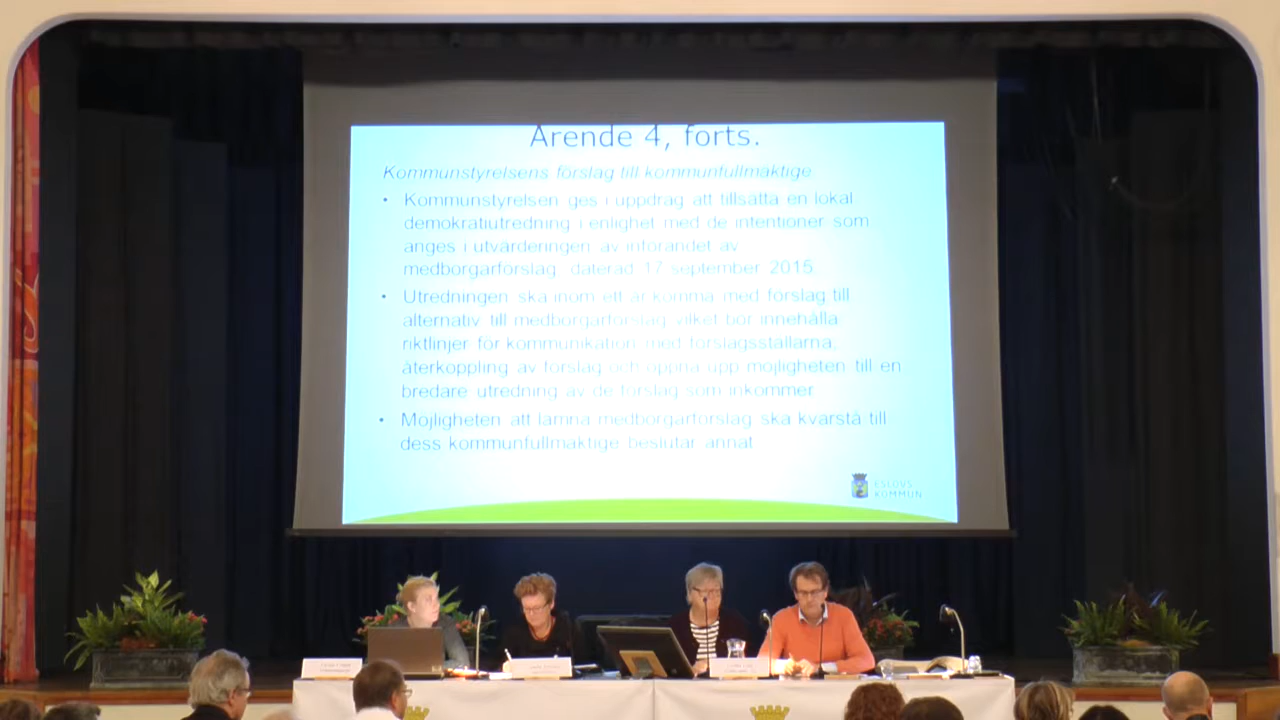 Ärende 4, forts.
Kommunstyrelsens förslag till kommunfullmäktige
• Kommunstyrelsen ges i uppdrag att tillsätta en lokal
demokratiutredning i enlighet med de intentioner som
anges i utvärderingen av införandet av
medborgarförslag, daterad 17 september 2015.
• Utredningen ska inom ett år komma med förslag till
alternativ till medborgarförslag vilket bör innehålla
riktlinjer för kommunikation med förslagsställarna,
återkoppling av förslag och öppna upp möjligheten till en
bredare utredning av de förslag som inkommer.
• Möjligheten att lämna medborgarförslag ska kvarstå till
dess kommunfullmäktige beslutar annat.
ESLÖVS
KOMMUN